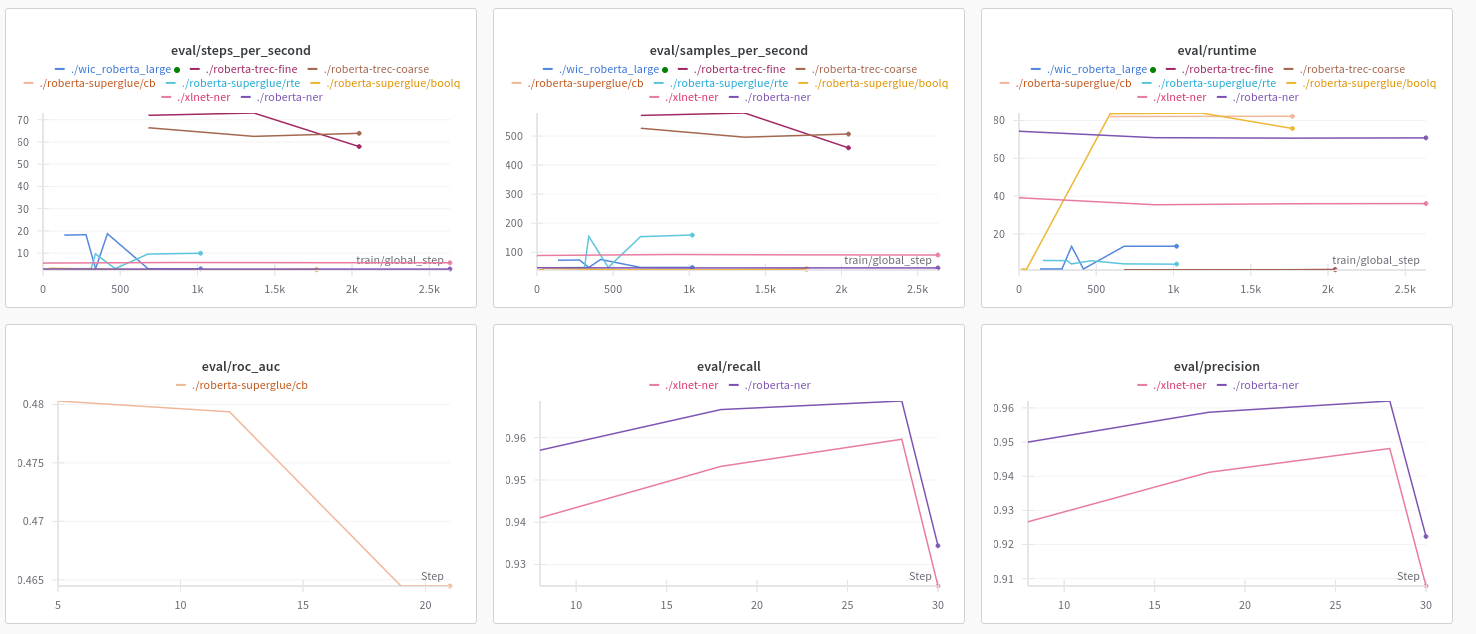 eval/steps_per_second
./wic_roberta_large ./roberta-trec-fine ./roberta-trec-coarse
./roberta-superglue/cb ./roberta-superglue/rte ./roberta-superglue/boolq
./xlnet-ner ./roberta-ner
70
60
50
40
30
20
10
train/global_step
0 500 1k 1.5k 2k 2.5k
eval/samples_per_second
./wic_roberta_large ./roberta-trec-fine ./roberta-trec-coarse
./roberta-superglue/cb ./roberta-superglue/rte ./roberta-superglue/boolq
./xlnet-ner ./roberta-ner
500
400
300
200
100
train/global_step
0 500 1k 1.5k 2k 2.5k
eval/runtime
./wic_roberta_large ./roberta-trec-fine ./roberta-trec-coarse
./roberta-superglue/cb ./roberta-superglue/rte ./roberta-superglue/boolq
./xlnet-ner ./roberta-ner
80
60
40
20
train/global_step
0 500 1k 1.5k 2k 2.5k
eval/roc_auc
./roberta-superglue/cb
0.48
0.475
0.47
0.465
Step
5 10 15 20
eval/recall
./xlnet-ner ./roberta-ner
0.96
0.95
0.94
0.93
Step
10 15 20 25 30
eval/precision
./xlnet-ner ./roberta-ner
0.96
0.95
0.94
0.93
0.92
0.91
Step
10 15 20 25 30